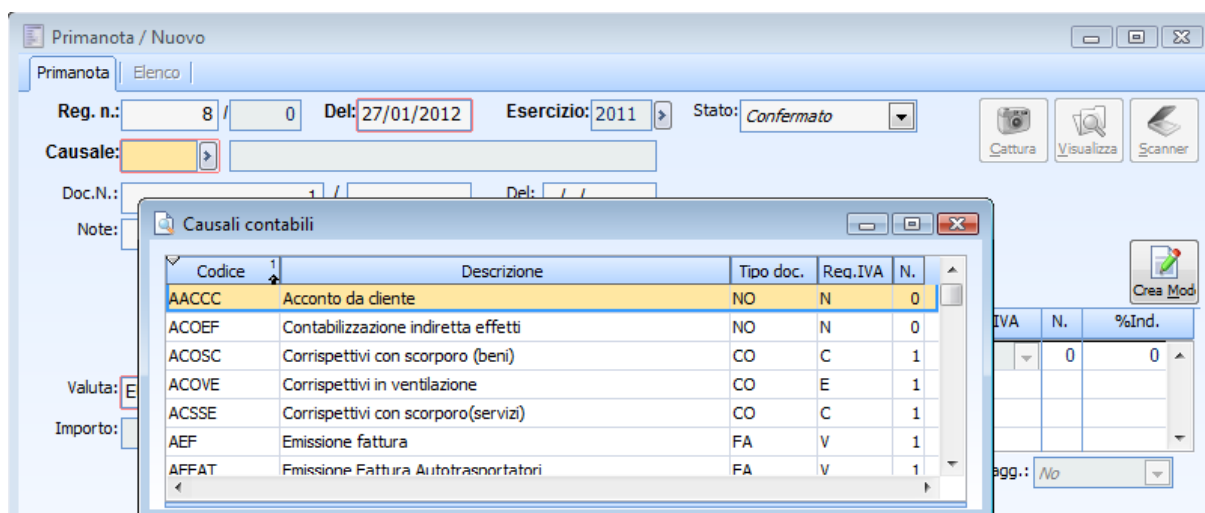 Primanota / Nuovo
Primanota Elenco
Reg. n.: 8 / 0 Del: 27/01/2012 Esercizio: 2011 Stato: Confermato
Cattura Visualizza Scanner
Causale:
Doc.N.: 1 / Del: / /
Note:
Causali contabili
Codice 1 Descrizione Tipo doc. Reg.IVA N.
AACCC Acconto da cliente NO N 0
ACOEF Contabilizzazione indiretta effetti NO N 0
ACOSC Corrispettivi con scorporo (beni) CO C 1
ACOVE Corrispettivi in ventilazione CO E 1
ACSSE Corrispettivi con scorporo(servizi) CO C 1
AEF Emissione fattura FA V 1
AEFAT Emissione Fattura Autotrasportatori FA V 1
Crea Mod
IVA N. %Ind.
0 0
Valuta: E
Importo:
agg.: No